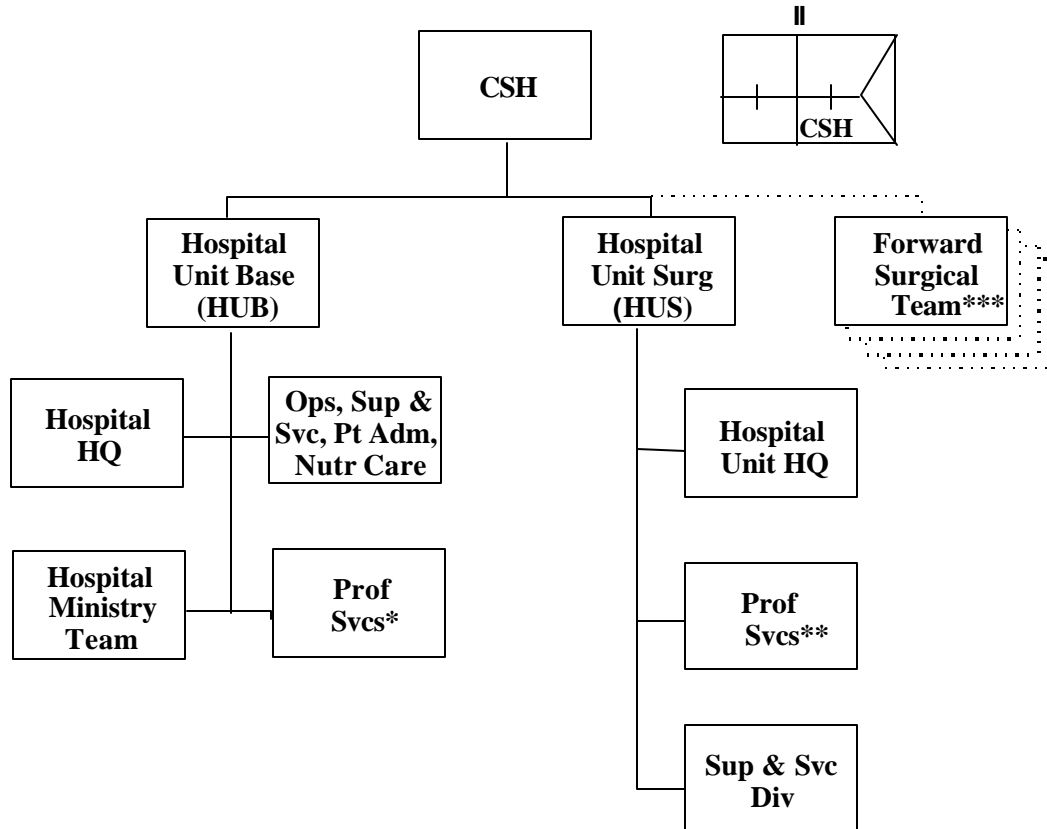 II
CSH
CSH
Hospital
Unit Base
(HUB)
Hospital
Unit Surg
(HUS)
Forward
Surgical
Team***
Hospital
HQ
Ops, Sup &
Svc, Pt Adm,
Nutr Care
Hospital
Unit HQ
Hospital
Ministry
Team
Prof
Svcs*
Prof
Svcs**
Sup & Svc
Div